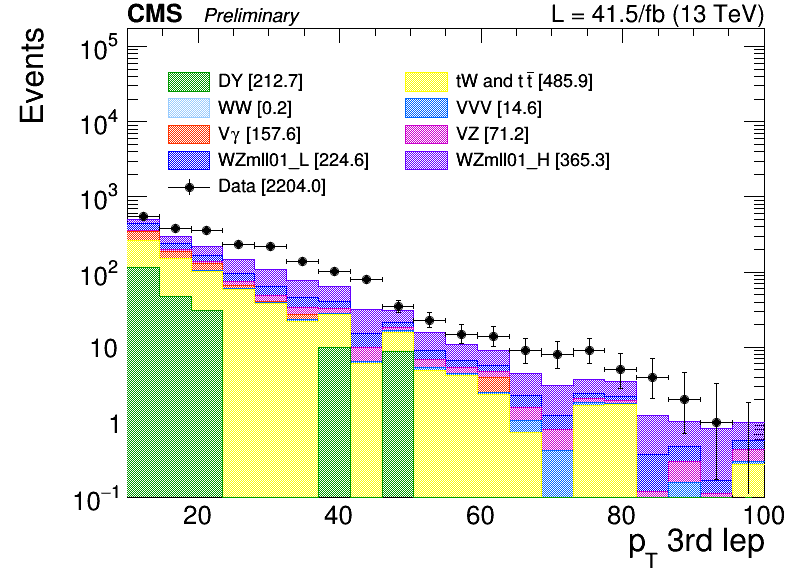 CMS Preliminary L = 41.5/fb (13 TeV)
Events
10⁵
10⁴
10³
10²
10
1
10⁻¹
DY [212.7]
tW and tt̄ [485.9]
WW [0.2]
VVV [14.6]
Vγ [157.6]
VZ [71.2]
WZmll01_L [224.6]
WZmll01_H [365.3]
Data [2204.0]
20 40 60 80 100
p_T 3rd lep